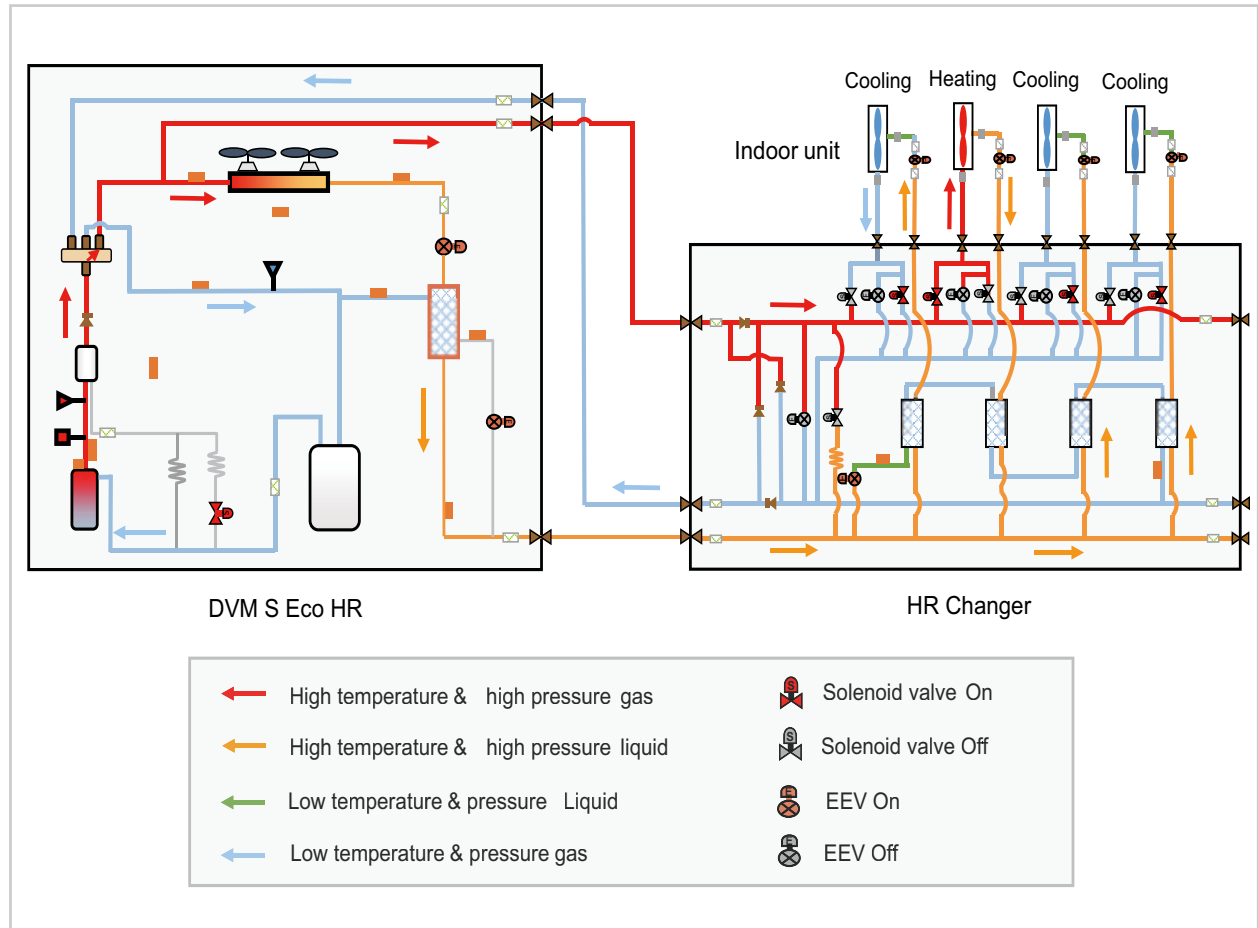 Cooling Heating Cooling Cooling
Indoor unit
DVM S Eco HR
HR Changer
High temperature & high pressure gas
High temperature & high pressure liquid
Low temperature & pressure Liquid
Low temperature & pressure gas
S Solenoid valve On
S Solenoid valve Off
E EEV On
E EEV Off